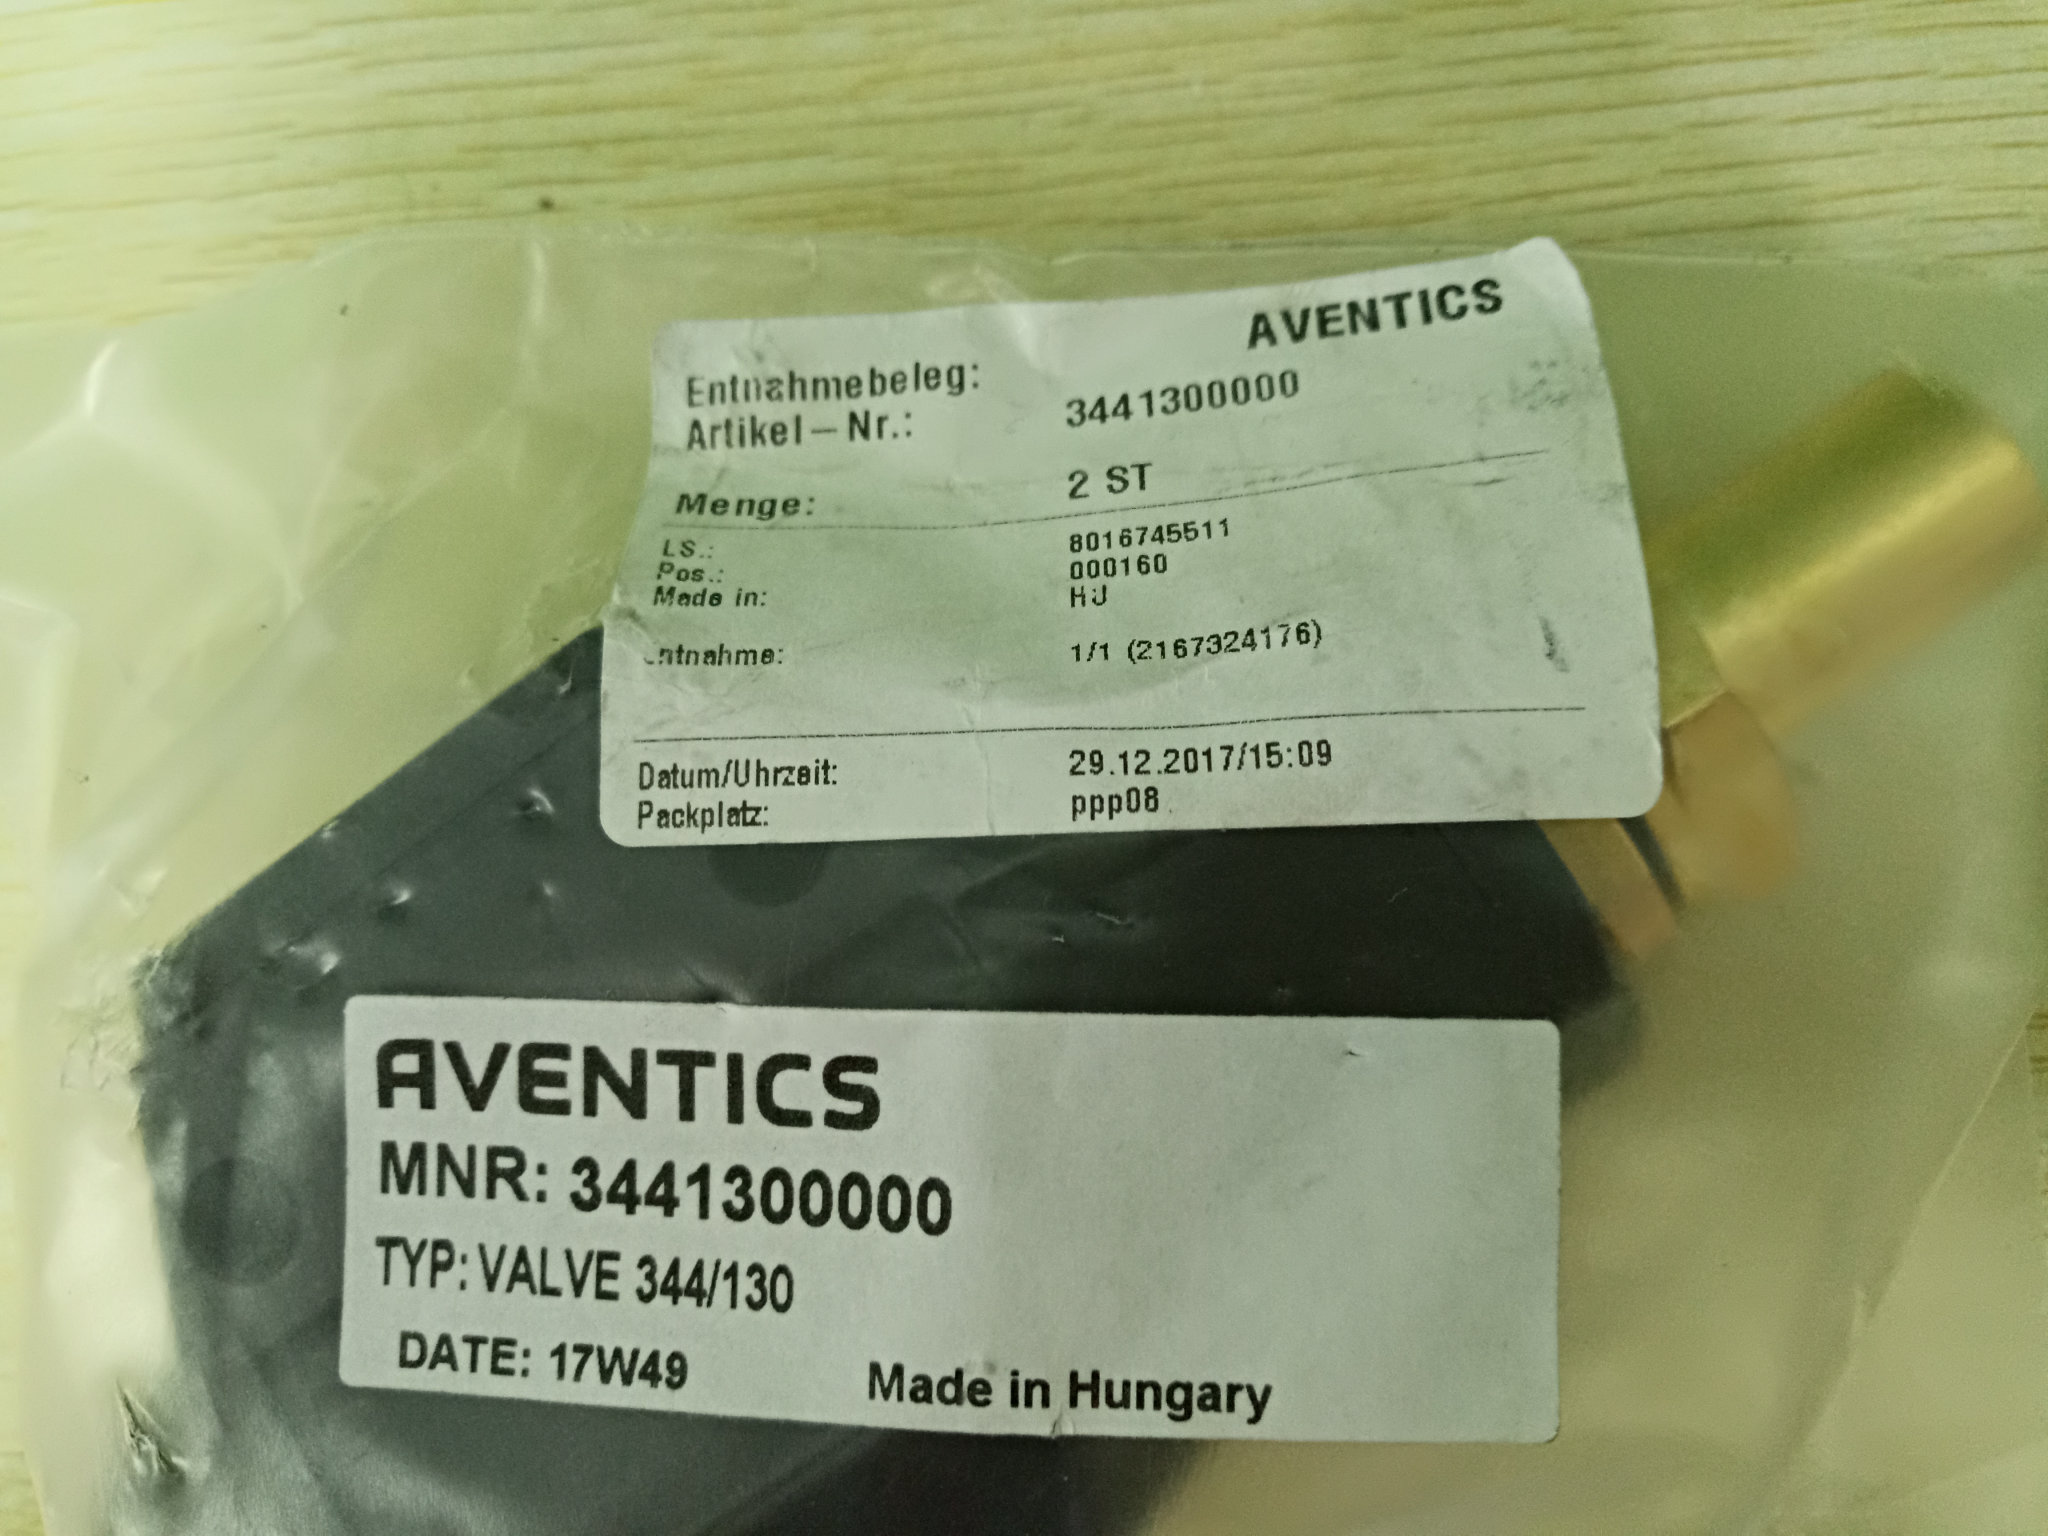 AVENTICS
Entnahmebeleg:
Artikel-Nr.: 3441300000
Menge: 2 ST
LS.: 8016745511
Pos.: 000160
Made in: HU
Entnahme: 1/1 (2167324176)
Datum/Uhrzeit: 29.12.2017/15:09
Packplatz: ppp08
AVENTICS
MNR: 3441300000
TYP: VALVE 344/130
DATE: 17W49 Made in Hungary